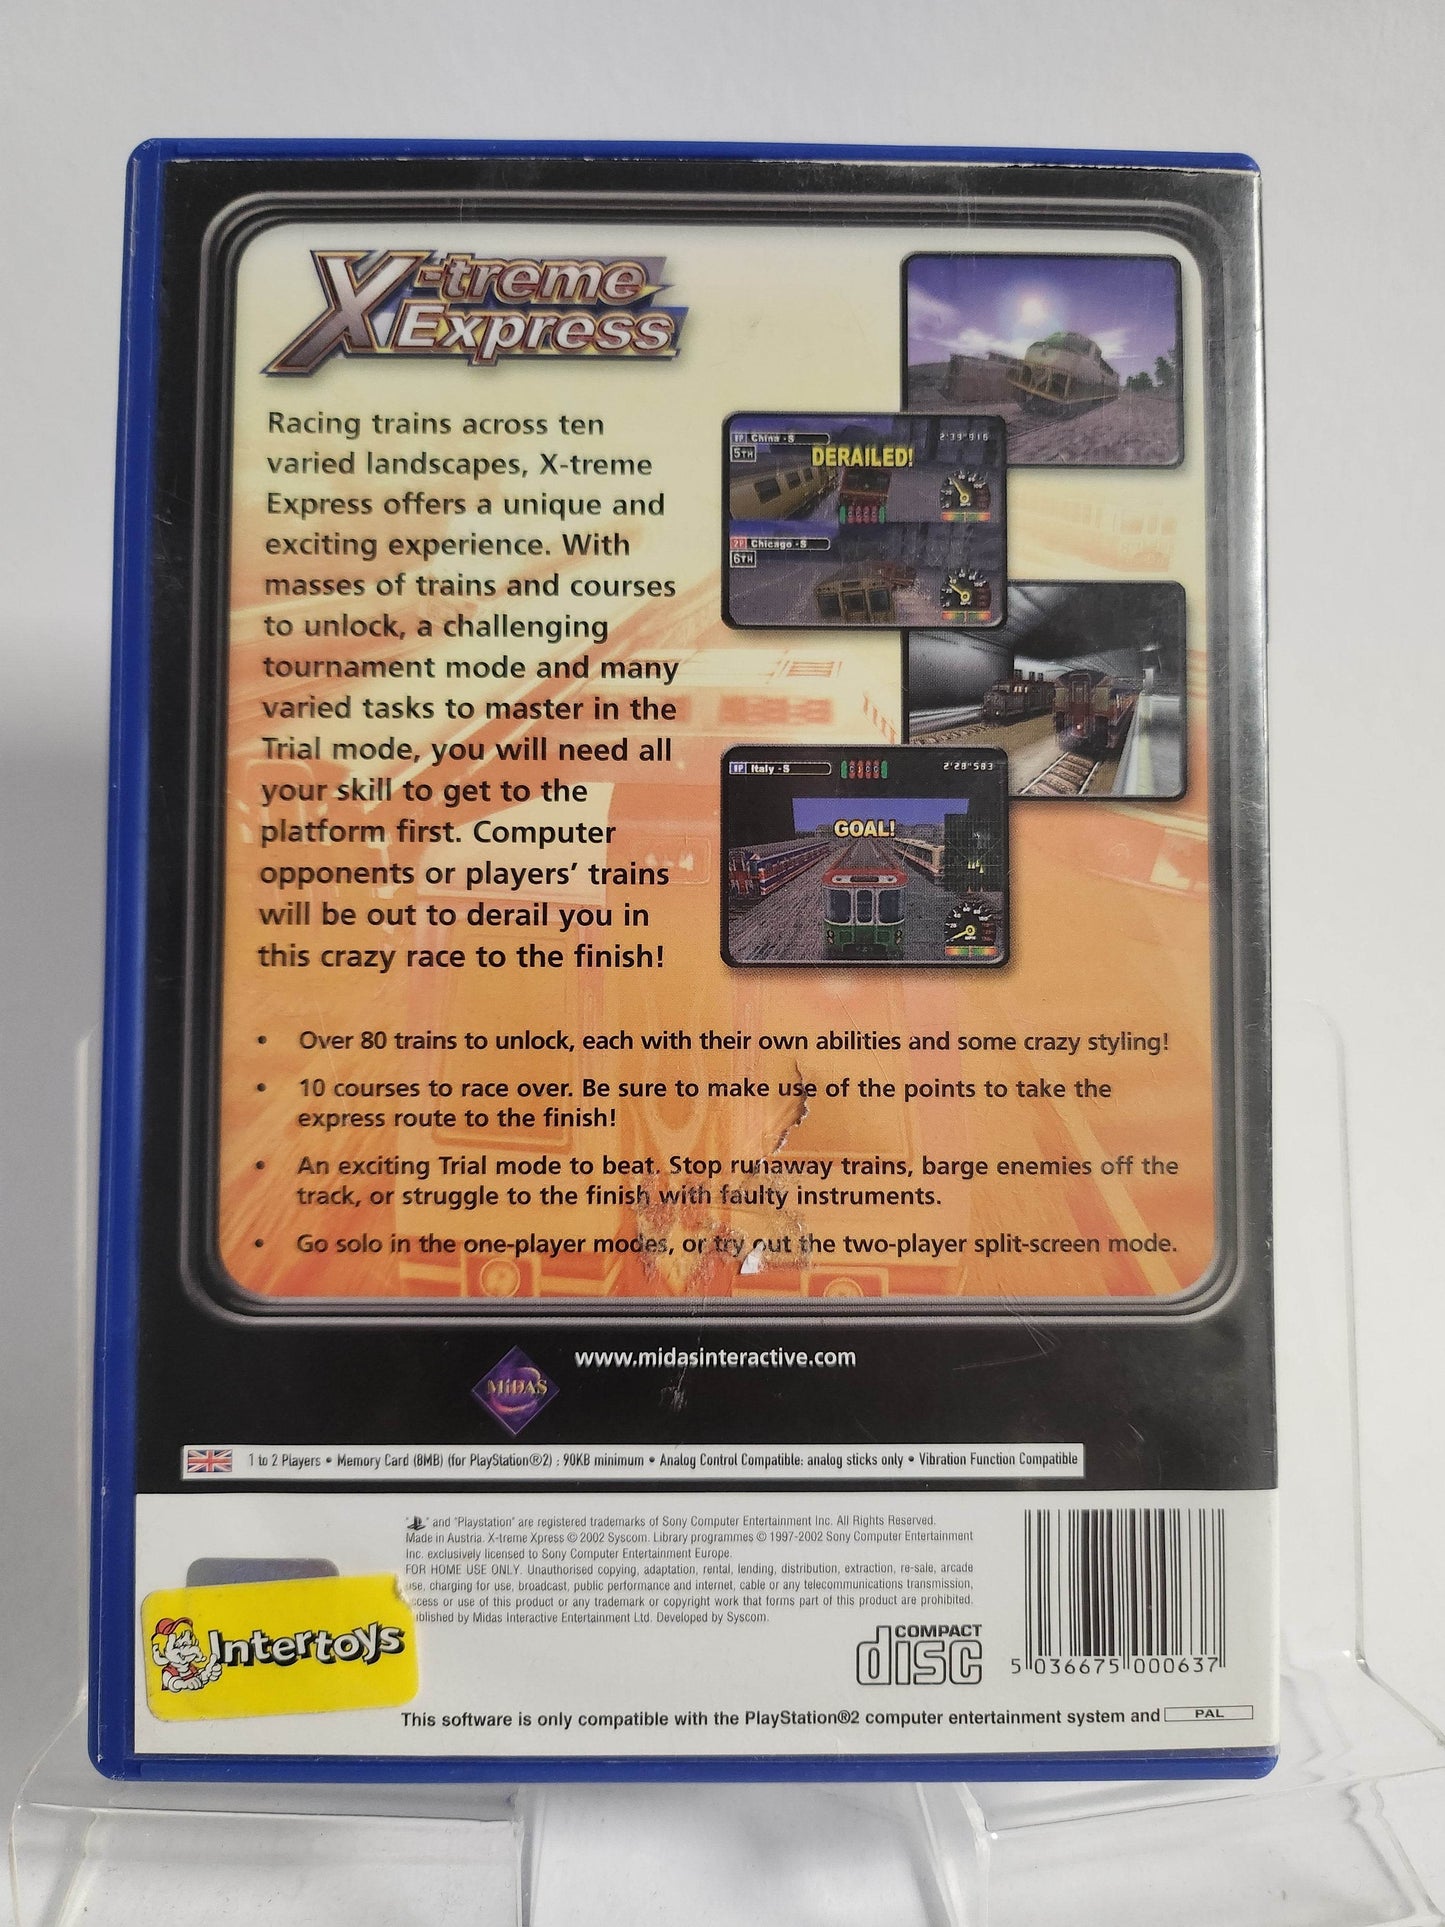 X-treme
Express
Racing trains across ten
varied landscapes, X-treme
Express offers a unique and
exciting experience. With
masses of trains and courses
to unlock, a challenging
tournament mode and many
varied tasks to master in the
Trial mode, you will need all
your skill to get to the
platform first. Computer
opponents or players' trains
will be out to derail you in
this crazy race to the finish!
1P China -S
2'39"916
5TH
DERAILED!
2P Chicago -S
6TH
1P Italy -S
2'28"583
GOAL!
• Over 80 trains to unlock, each with their own abilities and some crazy styling!
• 10 courses to race over. Be sure to make use of the points to take the
express route to the finish!
• An exciting Trial mode to beat. Stop runaway trains, barge enemies off the
track, or struggle to the finish with faulty instruments.
• Go solo in the one-player modes, or try out the two-player split-screen mode.
www.midasinteractive.com
MiDAS
1 to 2 Players • Memory Card (8MB) (for PlayStation®2) : 90KB minimum • Analog Control Compatible: analog sticks only • Vibration Function Compatible
" " and "Playstation" are registered trademarks of Sony Computer Entertainment Inc. All Rights Reserved.
Made in Austria. X-treme Xpress © 2002 Syscom. Library programmes © 1997-2002 Sony Computer Entertainment
Inc. exclusively licensed to Sony Computer Entertainment Europe.
FOR HOME USE ONLY. Unauthorised copying, adaptation, rental, lending, distribution, extraction, re-sale, arcade
use, charging for use, broadcast, public performance and internet, cable or any telecommunications transmission,
access or use of this product or any trademark or copyright work that forms part of this product are prohibited.
Published by Midas Interactive Entertainment Ltd. Developed by Syscom.
Intertoys
COMPACT
disc
5 036675 000637
This software is only compatible with the PlayStation®2 computer entertainment system and PAL